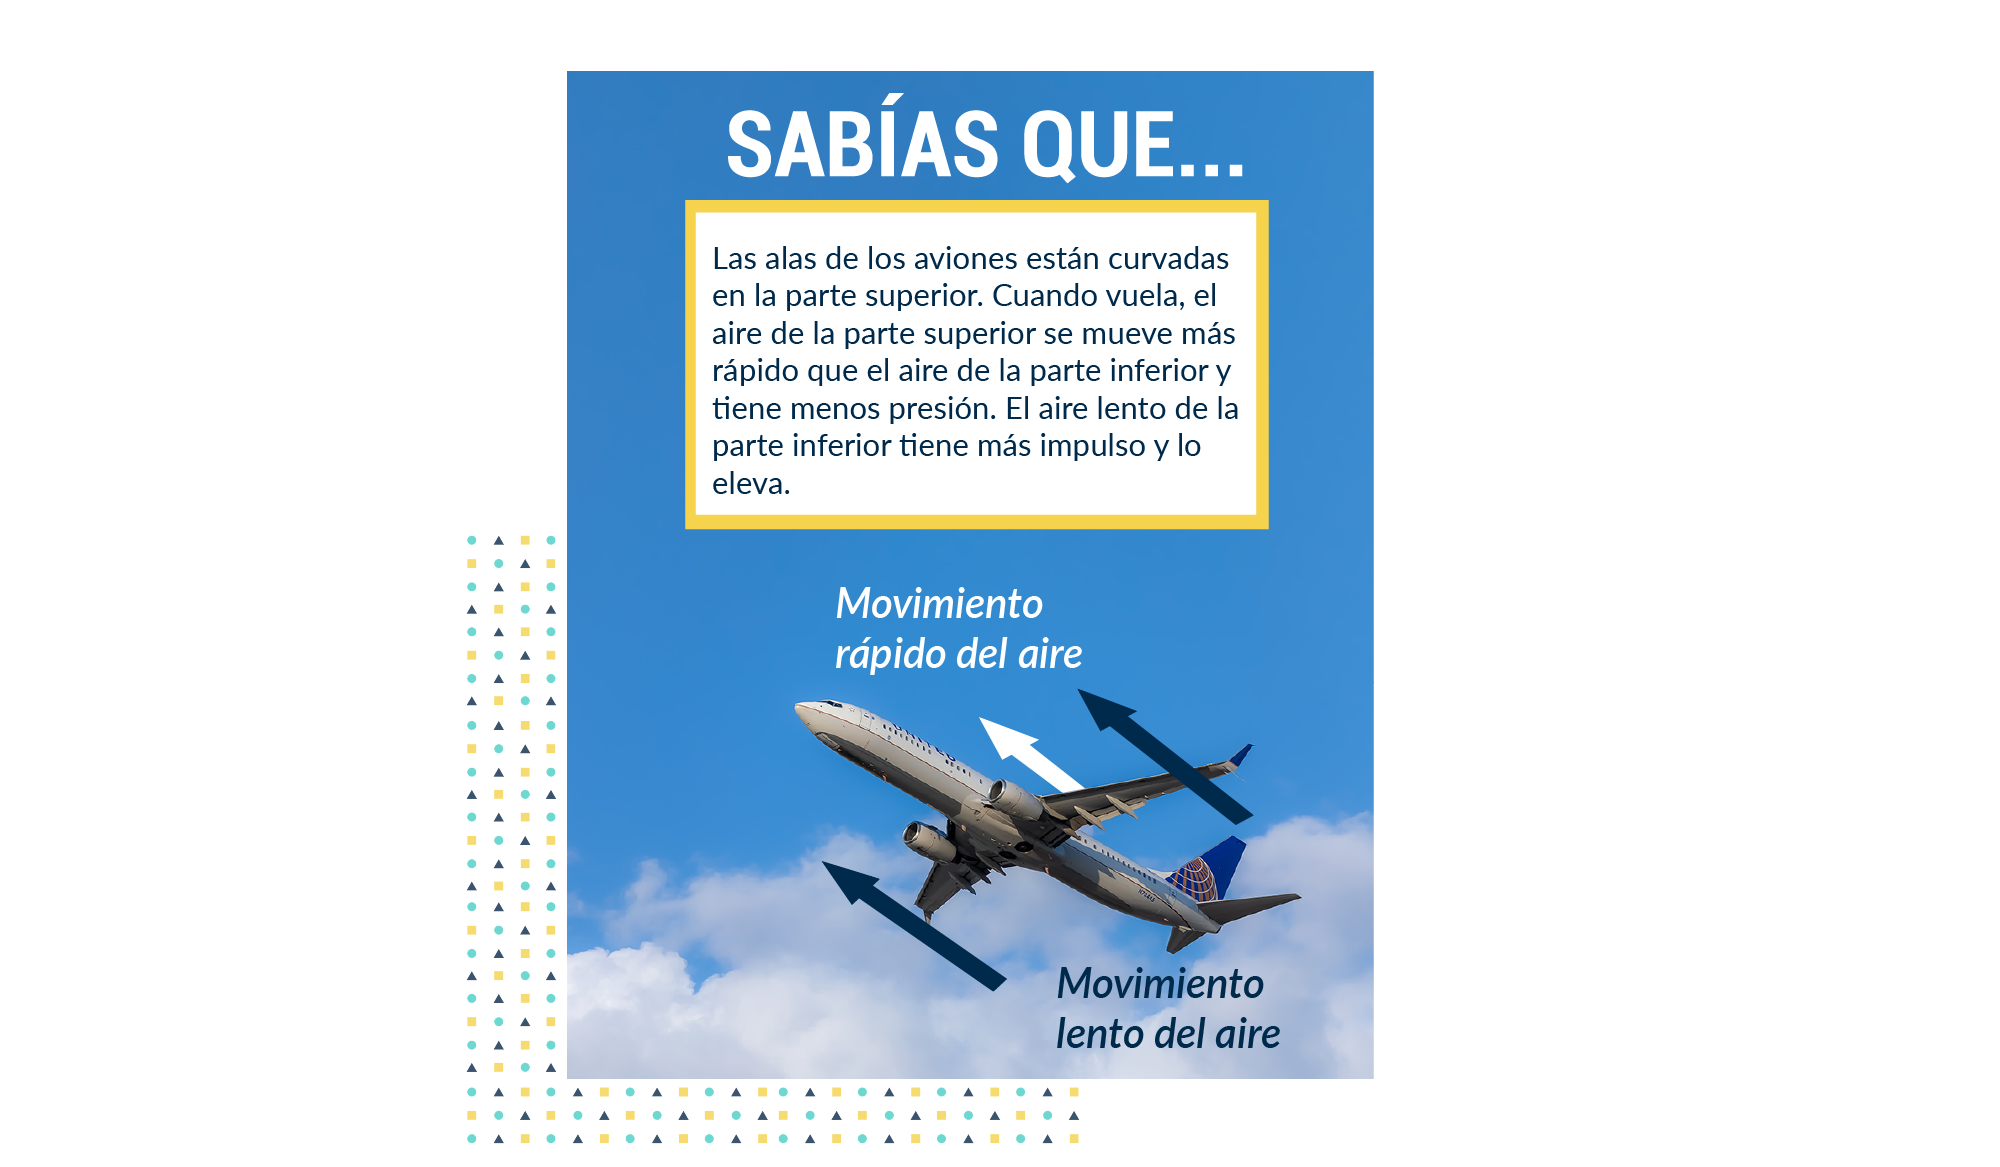 SABÍAS QUE...
Las alas de los aviones están curvadas
en la parte superior. Cuando vuela, el
aire de la parte superior se mueve más
rápido que el aire de la parte inferior y
tiene menos presión. El aire lento de la
parte inferior tiene más impulso y lo
eleva.
Movimiento
rápido del aire
UNITED
Movimiento
lento del aire